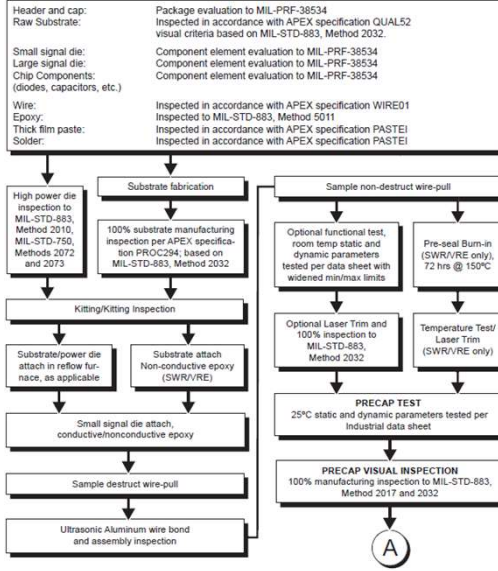 Header and cap: Package evaluation to MIL-PRF-38534
Raw Substrate: Inspected in accordance with APEX specification QUAL52
visual criteria based on MIL-STD-883, Method 2032.
Small signal die: Component element evaluation to MIL-PRF-38534
Large signal die: Component element evaluation to MIL-PRF-38534
Chip Components: Component element evaluation to MIL-PRF-38534
(diodes, capacitors, etc.)
Wire: Inspected in accordance with APEX specification WIRE01
Epoxy: Inspected to MIL-STD-883, Method 5011
Thick film paste: Inspected in accordance with APEX specification PASTEI
Solder: Inspected in accordance with APEX specification PASTEI
High power die
inspection to
MIL-STD-883,
Method 2010,
MIL-STD-750,
Methods 2072
and 2073
Substrate fabrication
100% substrate manufacturing
inspection per APEX specifica-
tion PROC294; based on
MIL-STD-883, Method 2032
Kitting/Kitting Inspection
Substrate/power die
attach in reflow fur-
nace, as applicable
Substrate attach
Non-conductive epoxy
(SWR/VRE)
Small signal die attach,
conductive/nonconductive epoxy
Sample destruct wire-pull
Ultrasonic Aluminum wire bond
and assembly inspection
Sample non-destruct wire-pull
Optional functional test,
room temp static and
dynamic parameters
tested per data sheet with
widened min/max limits
Pre-seal Burn-in
(SWR/VRE only),
72 hrs @ 150ºC
Optional Laser Trim and
100% inspection to
MIL-STD-883,
Method 2032
Temperature Test/
Laser Trim
(SWR/VRE only)
PRECAP TEST
25ºC static and dynamic parameters tested per
Industrial data sheet
PRECAP VISUAL INSPECTION
100% manufacturing inspection to MIL-STD-883,
Method 2017 and 2032
A